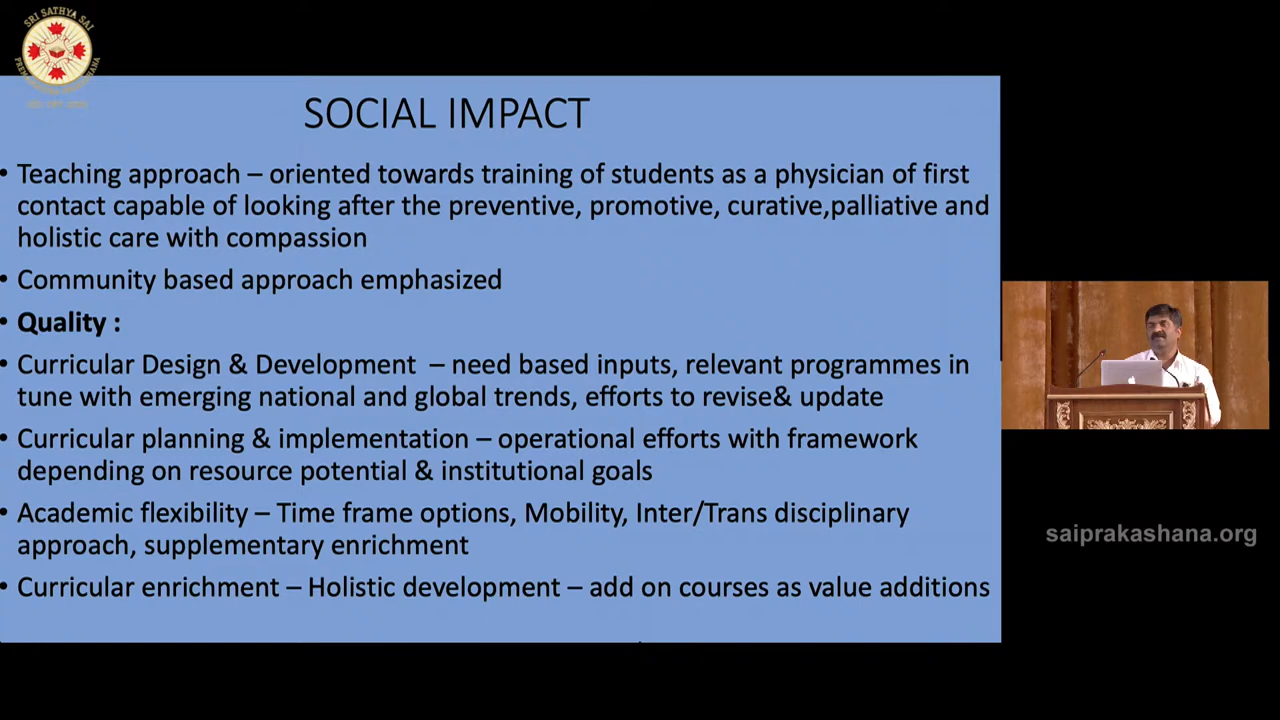 SRI SATHYA SAI
SOCIAL IMPACT
• Teaching approach – oriented towards training of students as a physician of first
contact capable of looking after the preventive, promotive, curative,palliative and
holistic care with compassion
• Community based approach emphasized
• Quality :
• Curricular Design & Development – need based inputs, relevant programmes in
tune with emerging national and global trends, efforts to revise& update
• Curricular planning & implementation – operational efforts with framework
depending on resource potential & institutional goals
• Academic flexibility – Time frame options, Mobility, Inter/Trans disciplinary
approach, supplementary enrichment
• Curricular enrichment – Holistic development – add on courses as value additions
saiprakashana.org